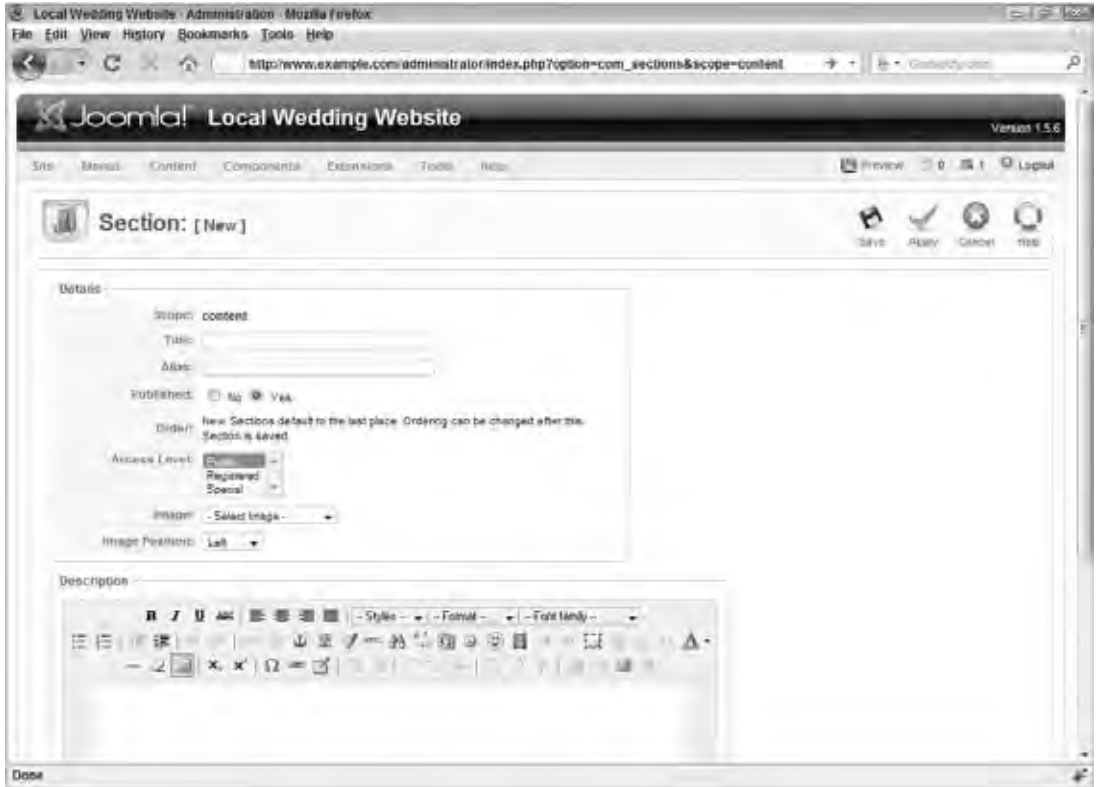 Local Wedding Website - Administration - Mozilla Firefox
File Edit View History Bookmarks Tools Help
http://www.example.com/administrator/index.php?option=com_sections&scope=content
Joomla! Local Wedding Website
Version 1.5.6
Site Menus Content Components Extensions Tools Help
Preview 0 1 Logout
Section: [ New ]
Save Apply Cancel Help
Details
Scope: content
Title:
Alias:
Published: No Yes
Order: New Sections default to the last place. Ordering can be changed after this
Section is saved.
Access Level:
Registered
Special
Image: - Select Image -
Image Position: Left
Description
B I U ABC - Styles - - Format - - Font family -
A
Done